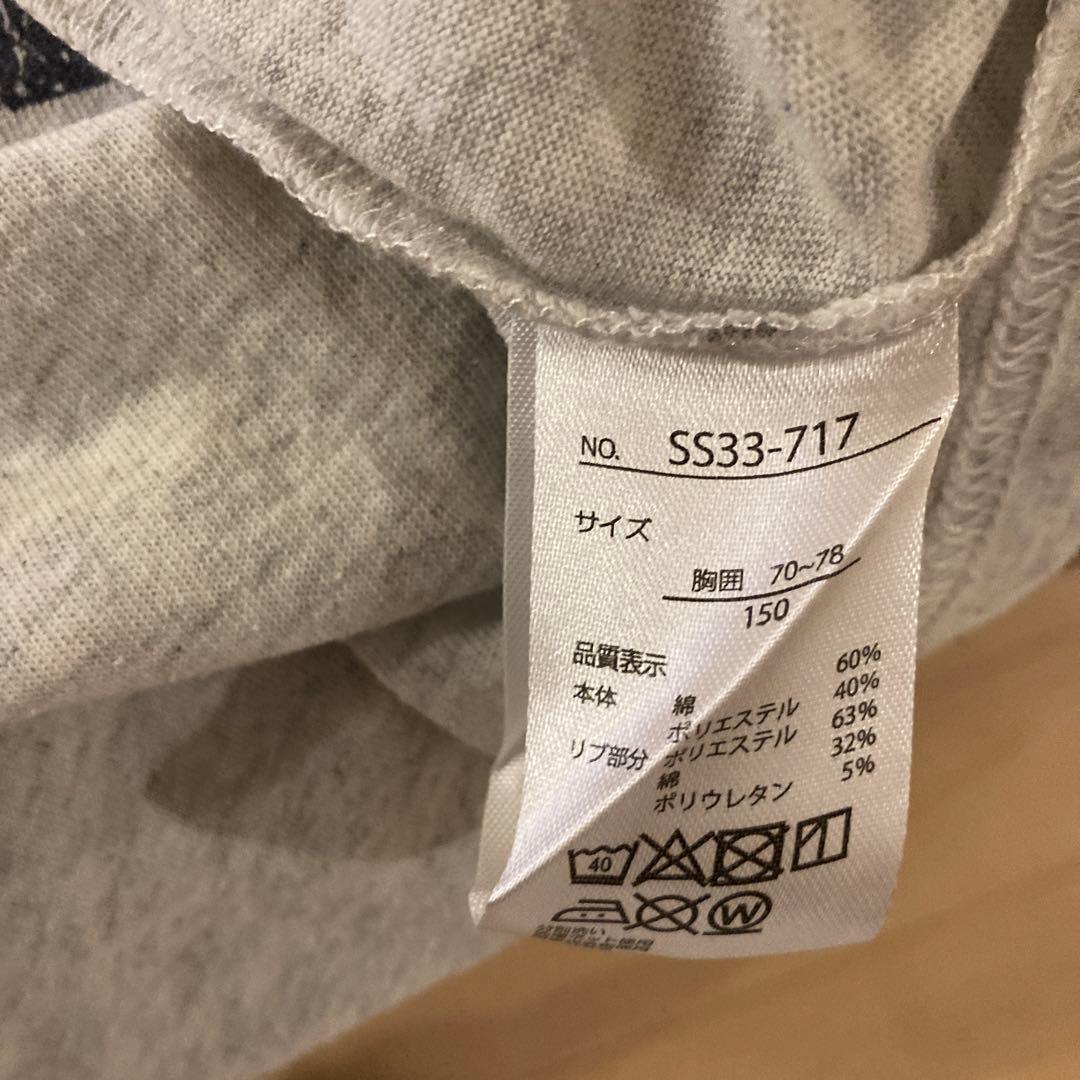 NO. SS33-717
サイズ
胸囲 70~78
150
品質表示
本体 綿 60%
ポリエステル 40%
リブ部分 ポリエステル 63%
綿 32%
ポリウレタン 5%
40
W